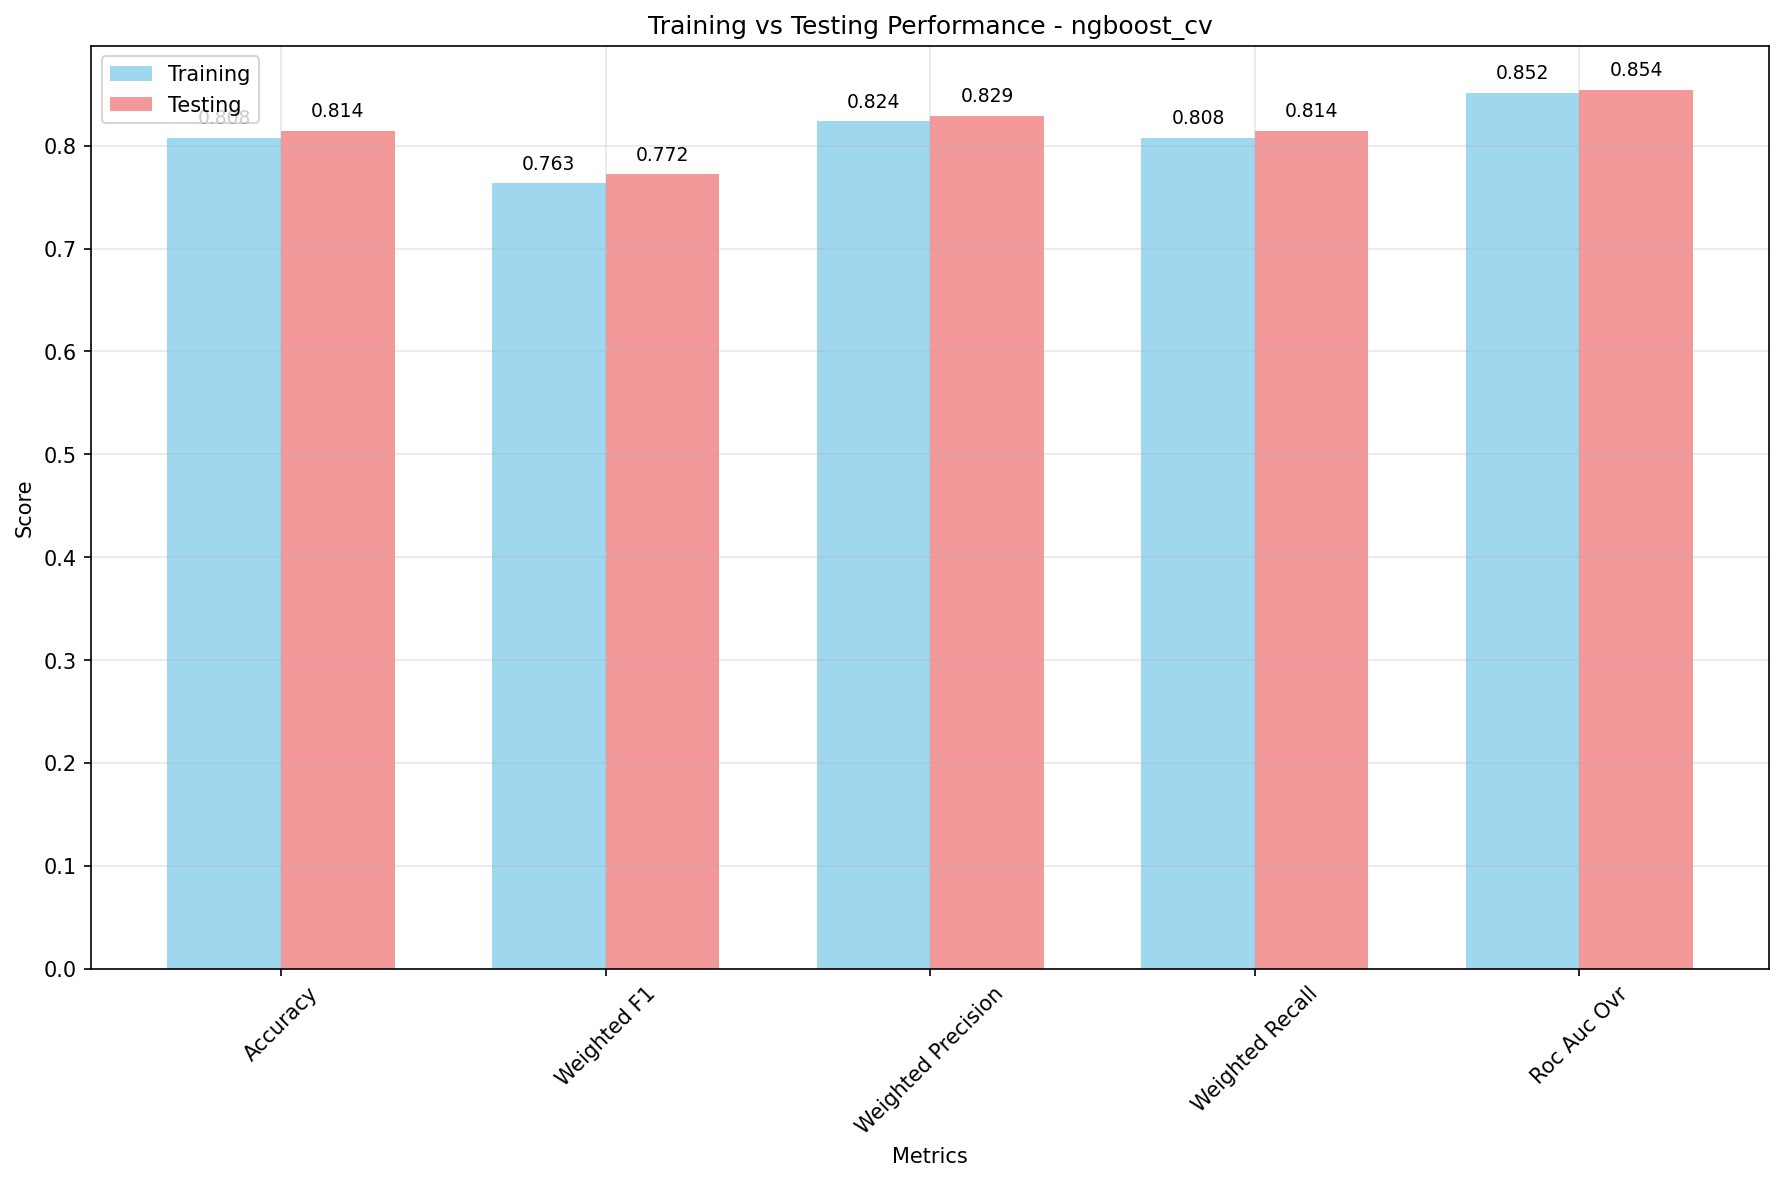 Training vs Testing Performance - ngboost_cv
Training
Testing
0.808
0.814
0.763
0.772
0.824
0.829
0.808
0.814
0.852
0.854
Score
0.8
0.7
0.6
0.5
0.4
0.3
0.2
0.1
0.0
Accuracy
Weighted F1
Weighted Precision
Weighted Recall
Roc Auc Ovr
Metrics